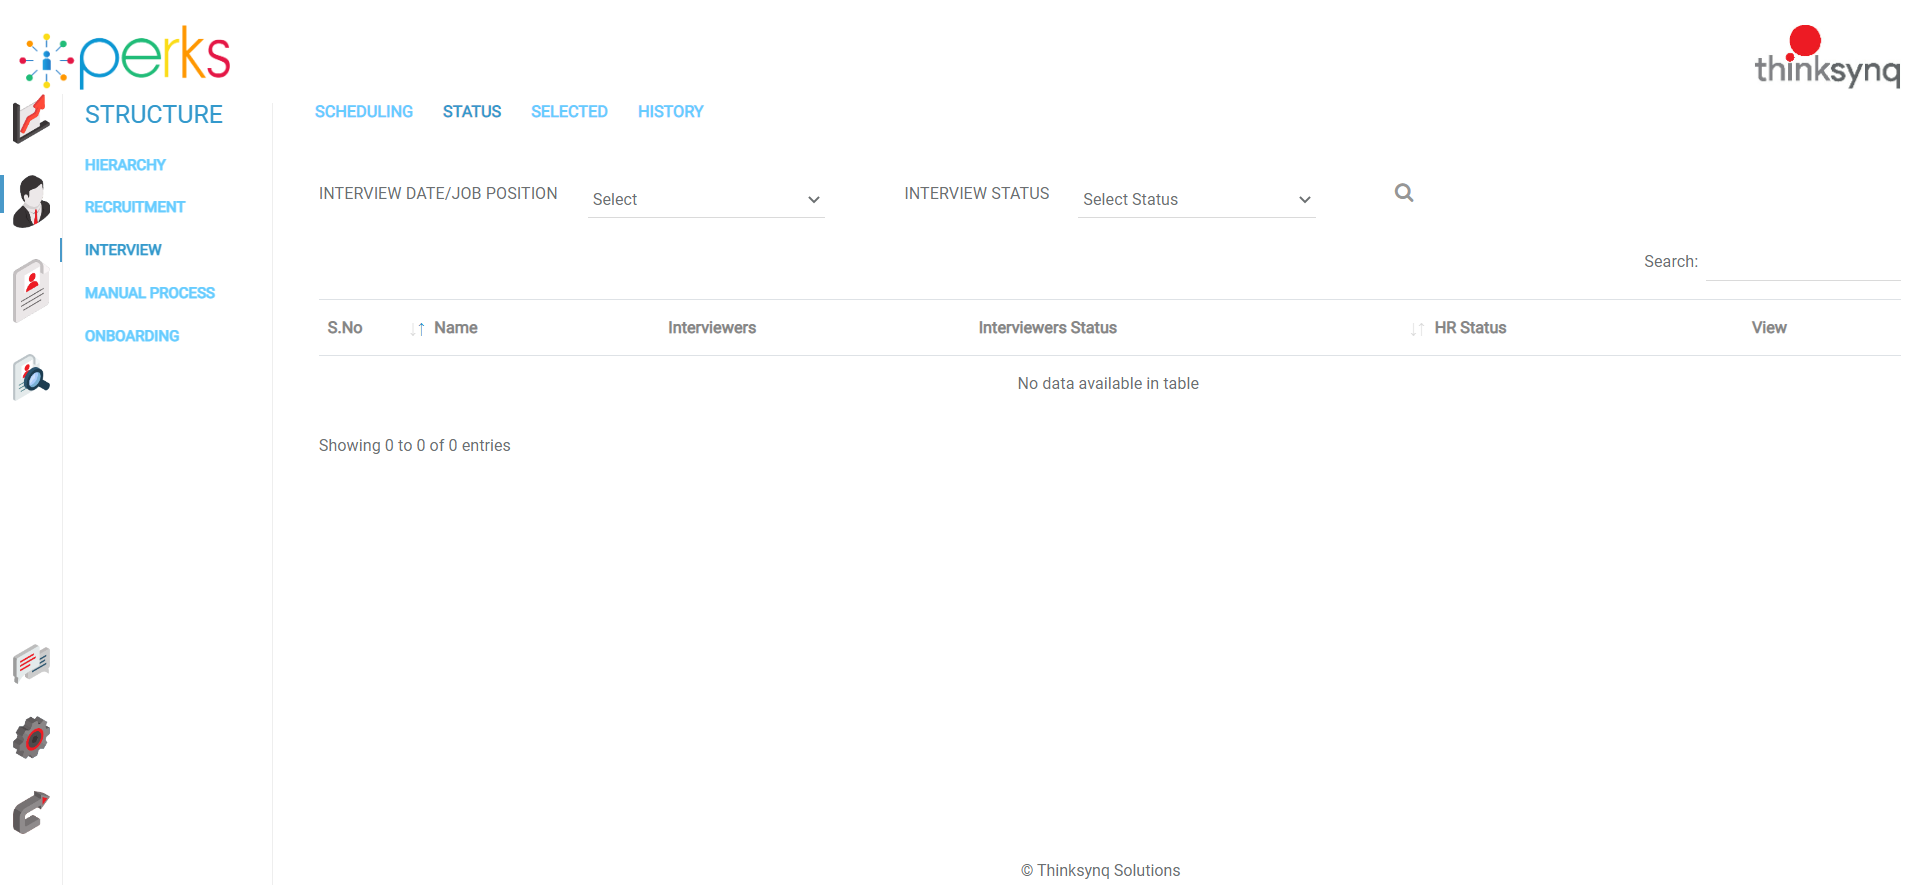 perks
thinksynq
STRUCTURE
HIERARCHY
RECRUITMENT
INTERVIEW
MANUAL PROCESS
ONBOARDING
SCHEDULING STATUS SELECTED HISTORY
INTERVIEW DATE/JOB POSITION Select INTERVIEW STATUS Select Status
Search:
S.No Name Interviewers Interviewers Status HR Status View
No data available in table
Showing 0 to 0 of 0 entries
© Thinksynq Solutions